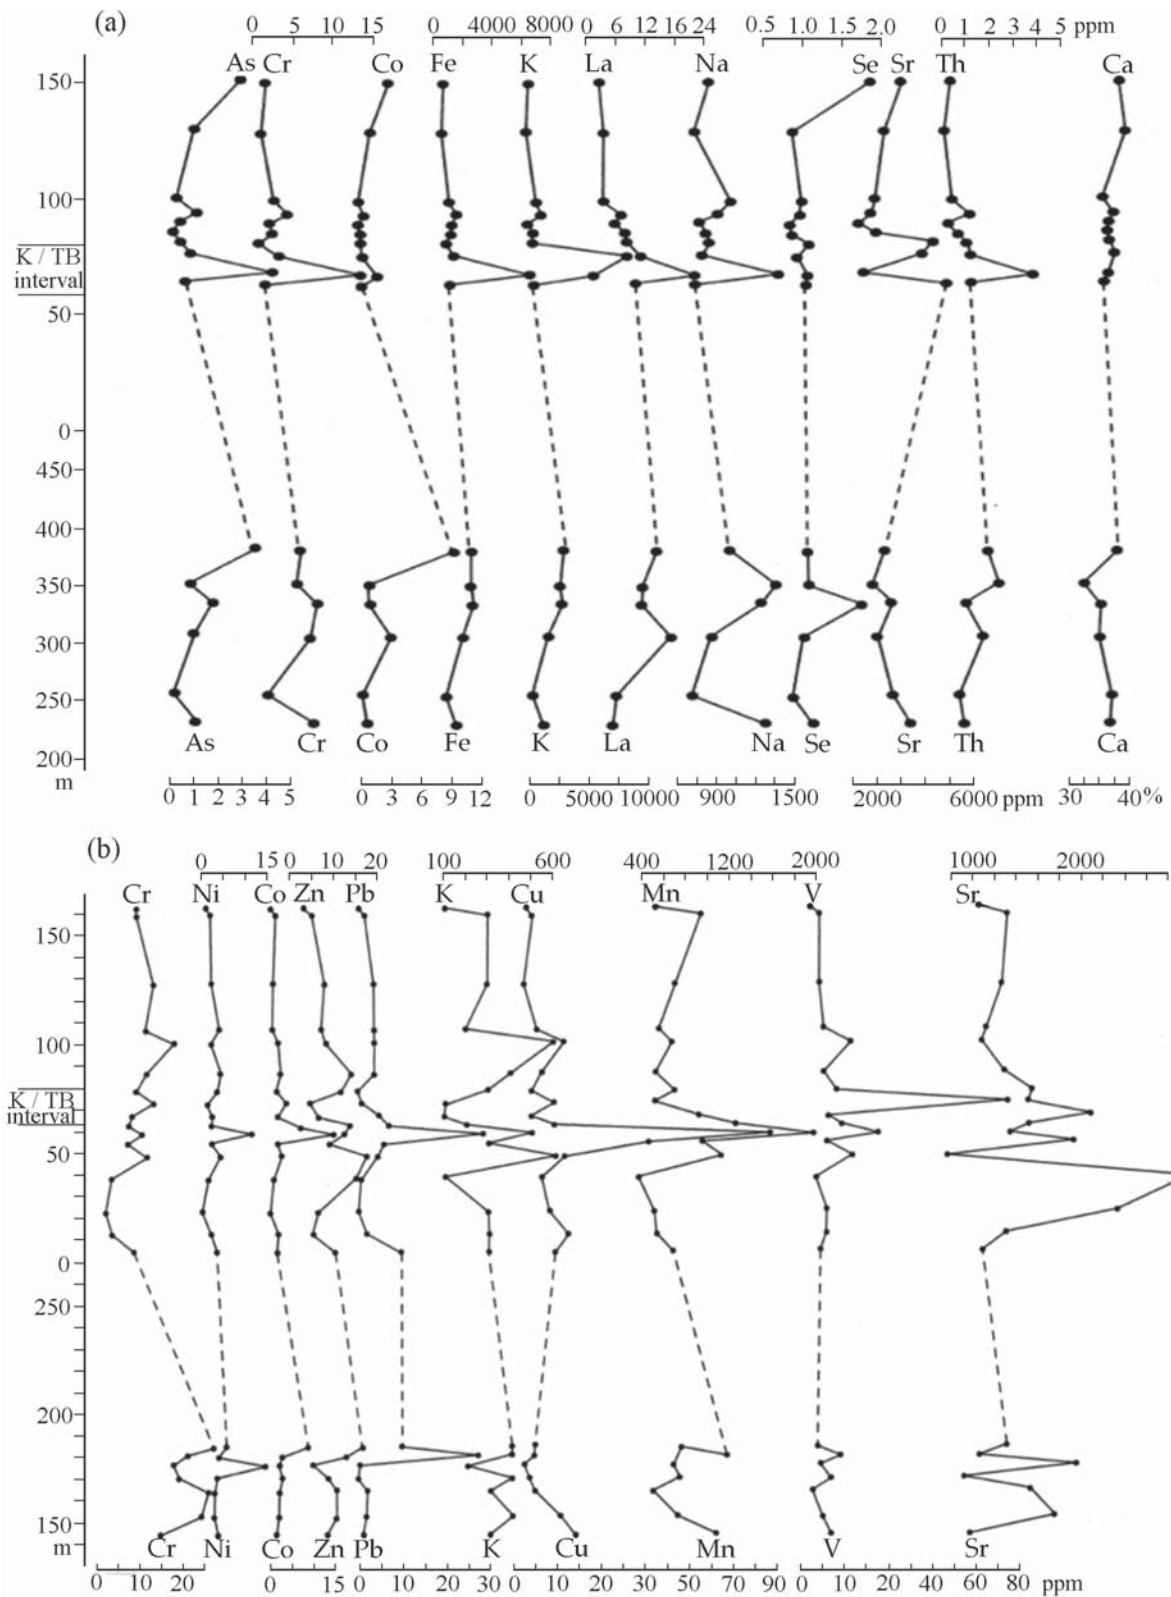 (a)
0 5 10 15 0 4000 8000 0 6 12 16 24 0.5 1.0 1.5 2.0 0 1 2 3 4 5 ppm
As Cr Co Fe K La Na Se Sr Th Ca
150
100
K / TB
interval
50
0
450
400
350
300
250
200
m
As Cr Co Fe K La Na Se Sr Th Ca
0 1 2 3 4 5 0 3 6 9 12 0 5000 10000 900 1500 2000 6000 ppm 30 40%
(b)
0 15 0 10 20 100 600 400 1200 2000 1000 2000
Cr Ni Co Zn Pb K Cu Mn V Sr
150
100
K / TB
interval
50
0
250
200
150
m
Cr Ni Co Zn Pb K Cu Mn V Sr
0 10 20 0 15 0 10 20 30 0 10 20 30 40 50 60 70 80 90 0 10 20 40 60 80 ppm